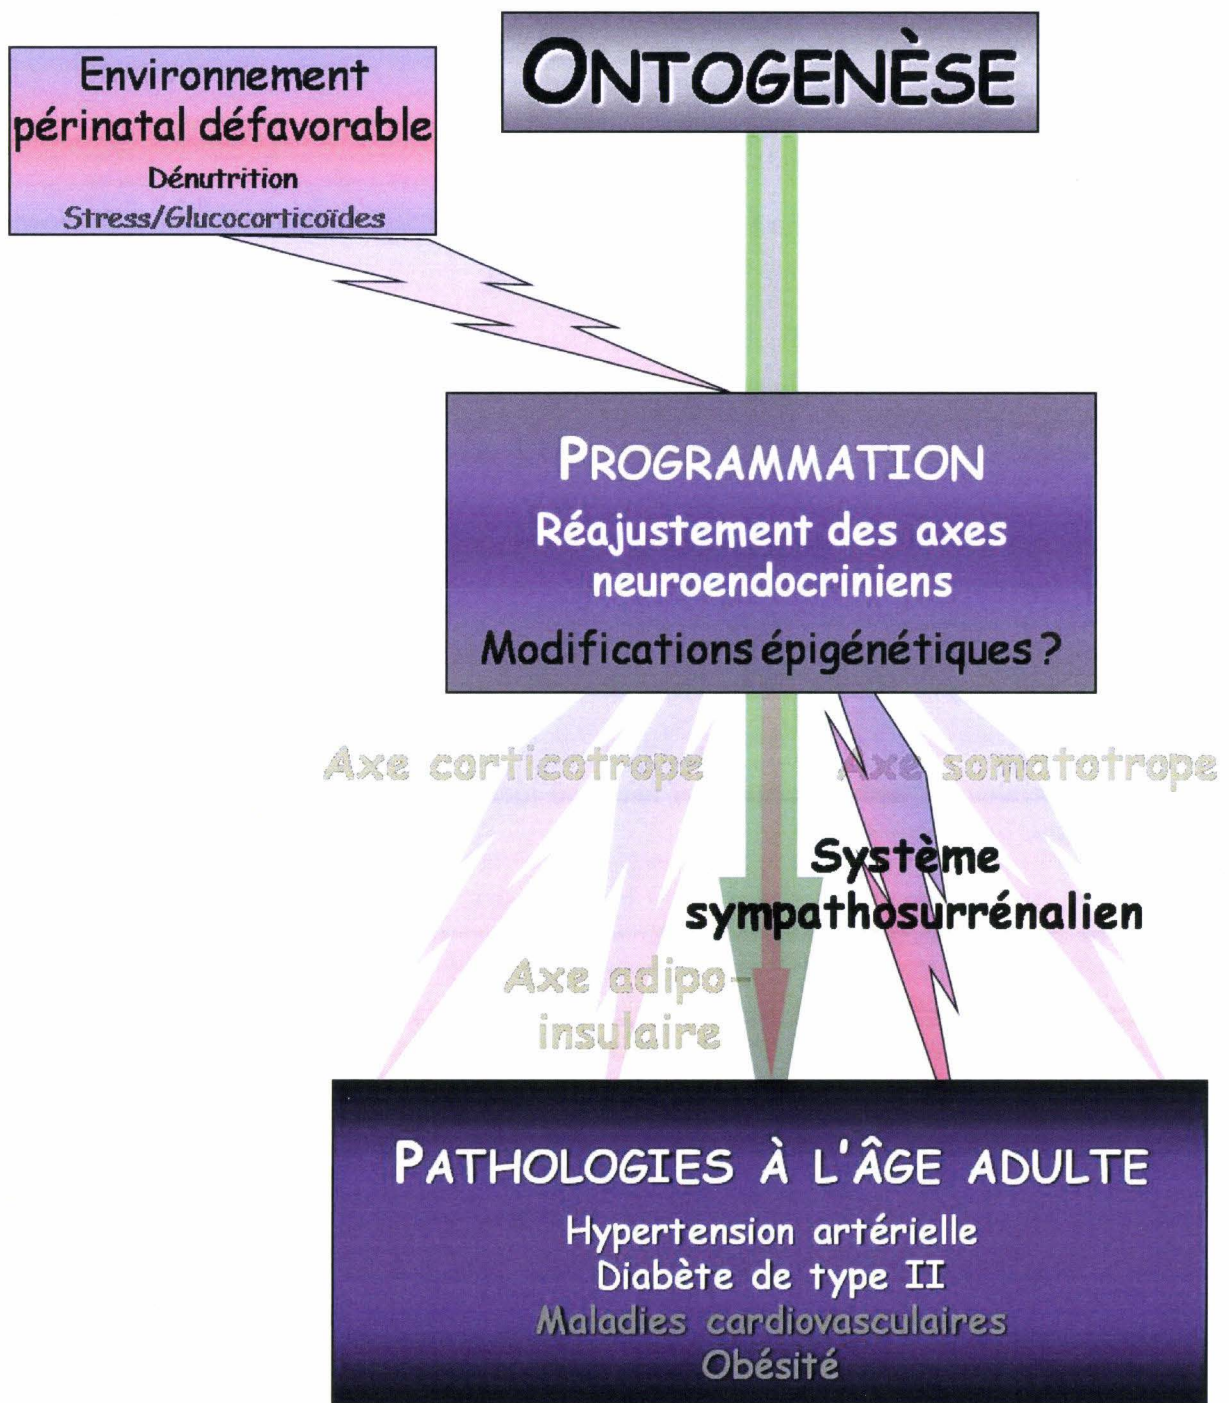 ONTOGENÈSE
Environnement
périnatal défavorable
Dénutrition
Stress/Glucocorticoïdes
PROGRAMMATION
Réajustement des axes
neuroendocriniens
Modifications épigénétiques ?
Axe corticotrope
Axe somatotrope
Système
sympathosurrénalien
Axe adipo-
insulaire
PATHOLOGIES À L'ÂGE ADULTE
Hypertension artérielle
Diabète de type II
Maladies cardiovasculaires
Obésité